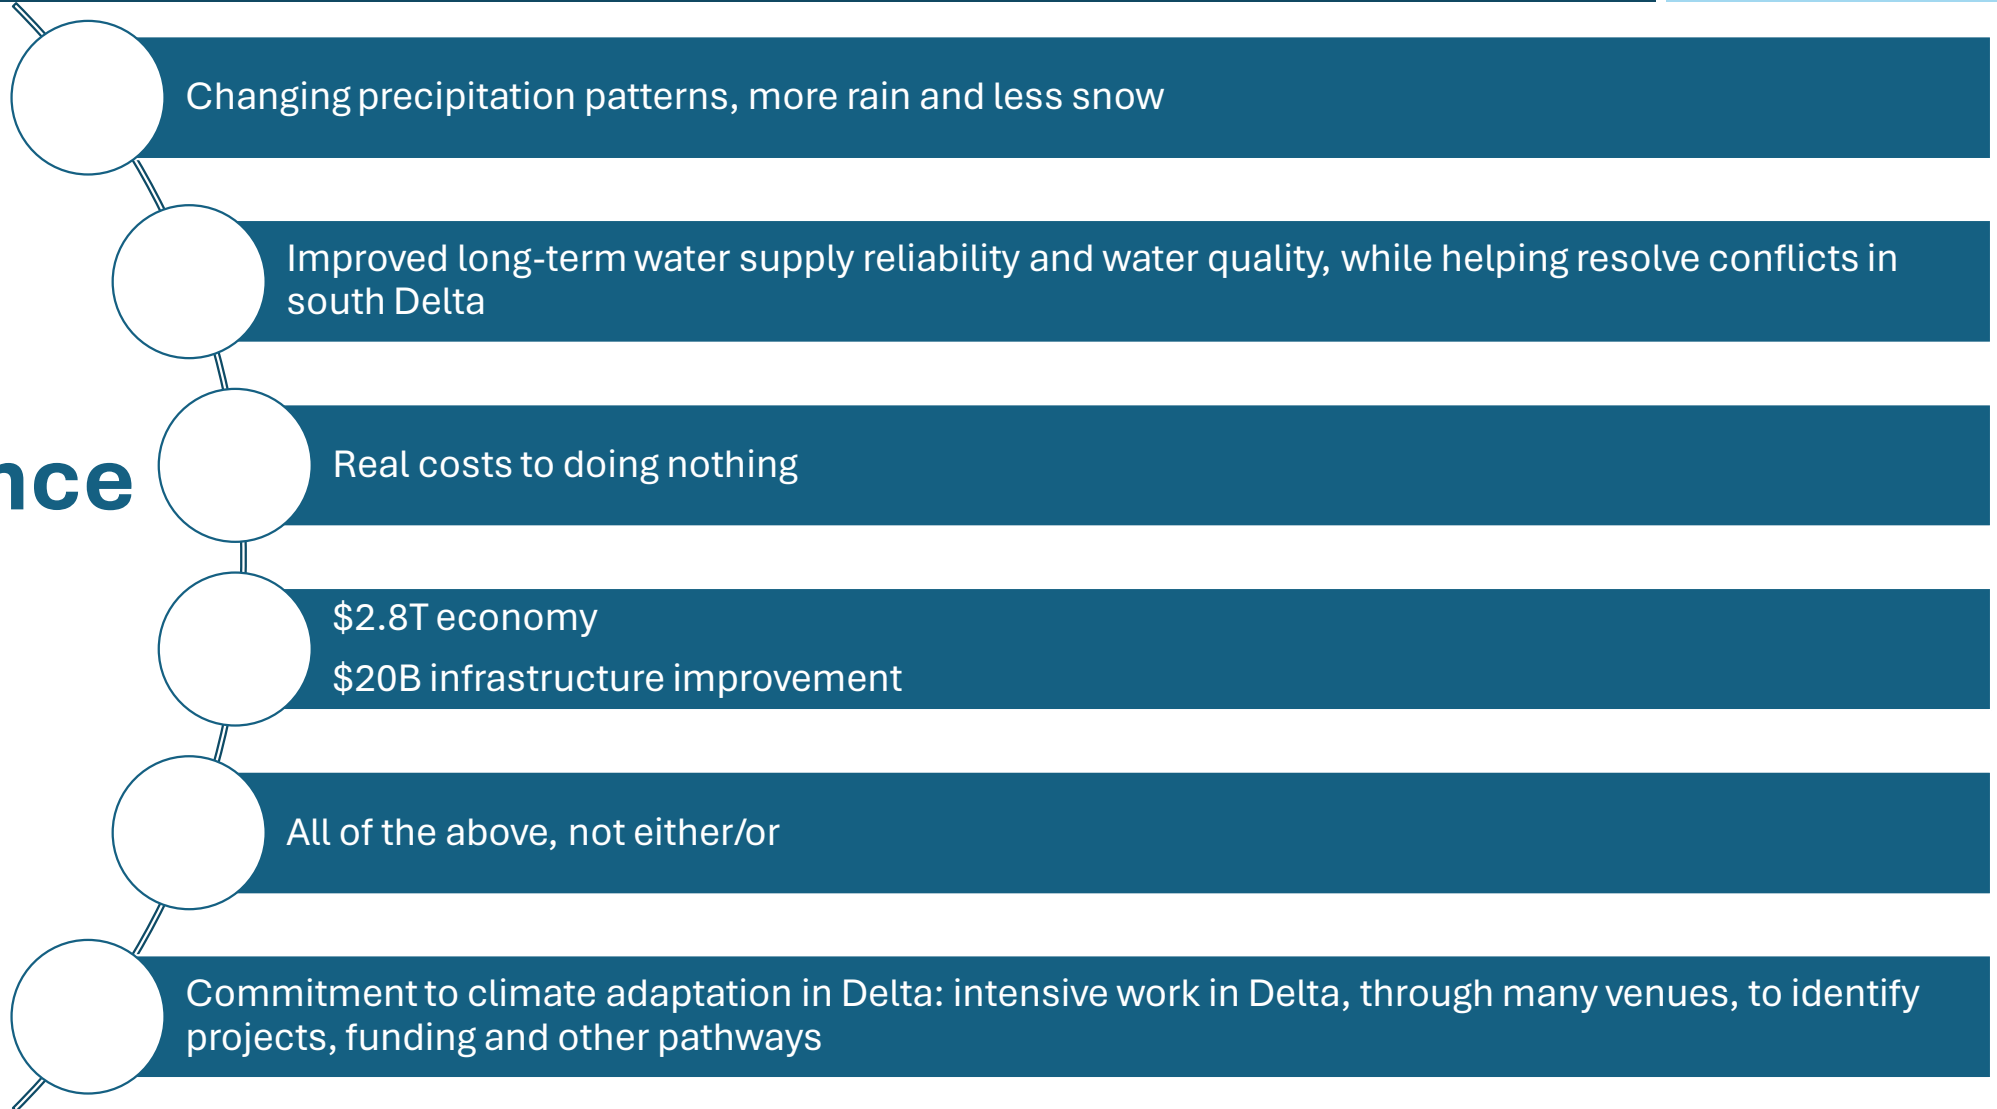 Changing precipitation patterns, more rain and less snow
Improved long-term water supply reliability and water quality, while helping resolve conflicts in
south Delta
Real costs to doing nothing
$2.8T economy
$20B infrastructure improvement
All of the above, not either/or
Commitment to climate adaptation in Delta: intensive work in Delta, through many venues, to identify
projects, funding and other pathways